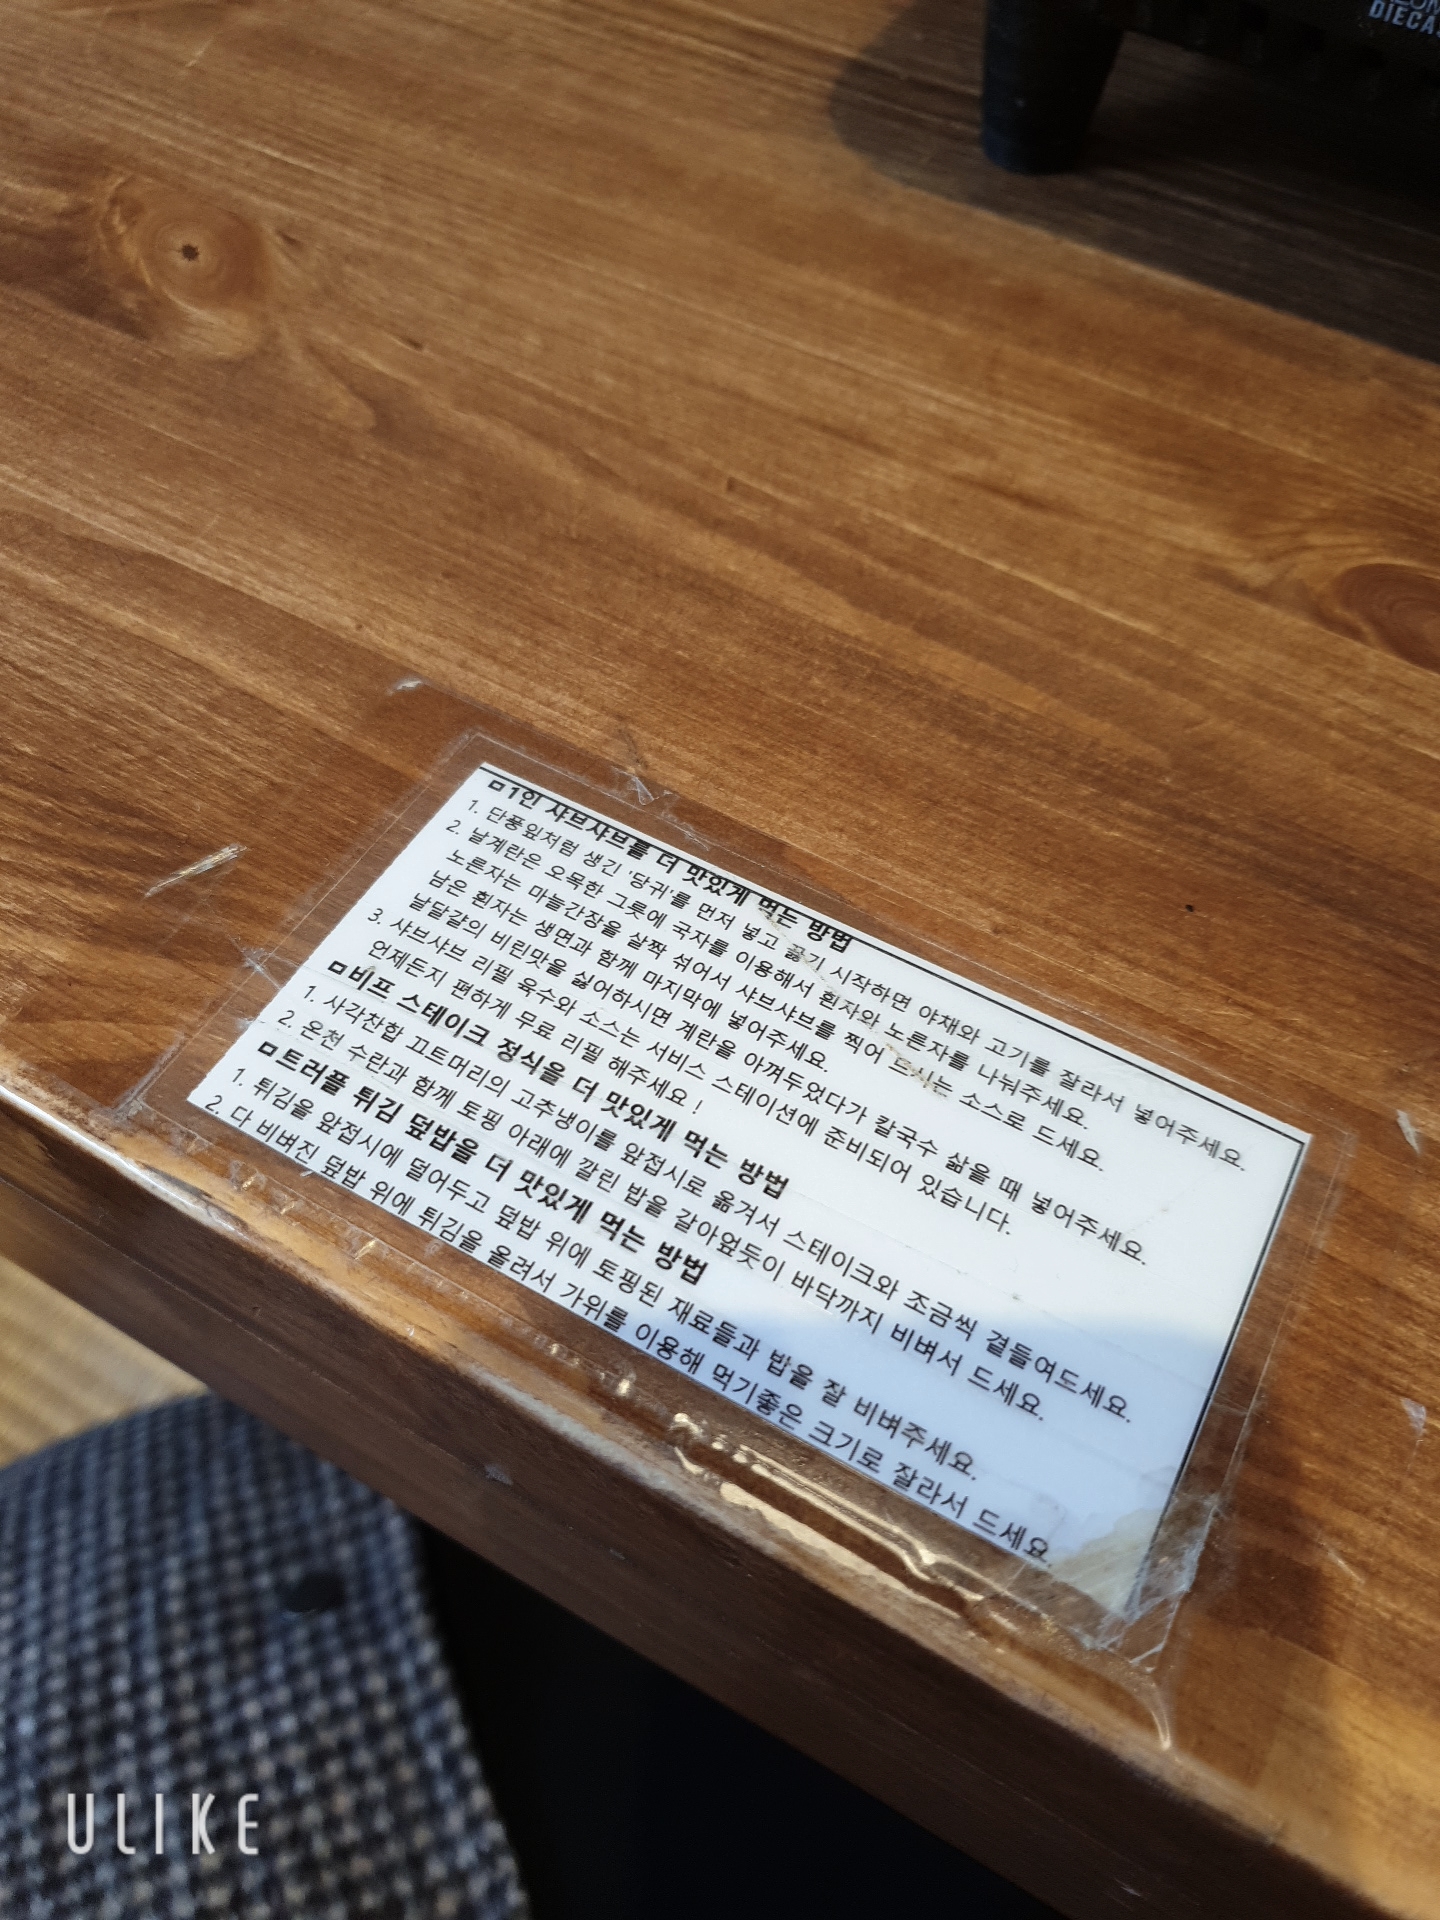 DIECA
ㅁ1인 샤브샤브를 더 맛있게 먹는 방법
1. 단풍잎처럼 생긴 '당귀'를 먼저 넣고 끓기 시작하면 야채와 고기를 잘라서 넣어주세요.
2. 날계란은 오목한 그릇에 국자를 이용해서 흰자와 노른자를 나눠주세요.
노른자는 마늘간장을 살짝 섞어서 샤브샤브를 찍어 드시는 소스로 드세요.
남은 흰자는 생면과 함께 마지막에 넣어주세요.
날달걀의 비린맛을 싫어하시면 계란을 아껴두었다가 칼국수 삶을 때 넣어주세요.
3. 샤브샤브 리필 육수와 소스는 서비스 스테이션에 준비되어 있습니다.
언제든지 편하게 무료 리필 해주세요 !
ㅁ비프 스테이크 정식을 더 맛있게 먹는 방법
1. 사각찬합 끄트머리의 고추냉이를 앞접시로 옮겨서 스테이크와 조금씩 곁들여드세요.
2. 온천 수란과 함께 토핑 아래에 깔린 밥을 갈아엎듯이 바닥까지 비벼서 드세요.
ㅁ트러플 튀김 덮밥을 더 맛있게 먹는 방법
1. 튀김을 앞접시에 덜어두고 덮밥 위에 토핑된 재료들과 밥을 잘 비벼주세요.
2. 다 비벼진 덮밥 위에 튀김을 올려서 가위를 이용해 먹기좋은 크기로 잘라서 드세요.
ULIKE